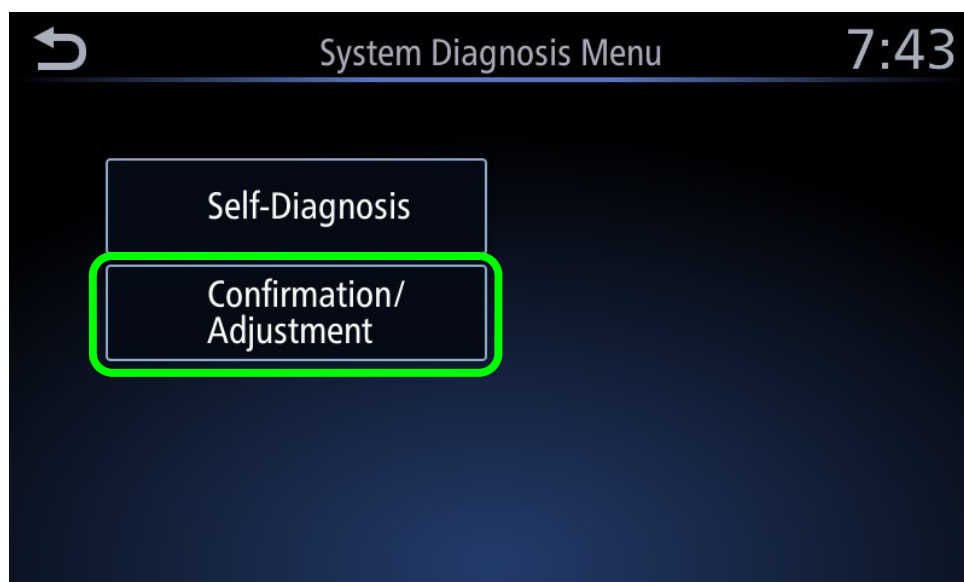 System Diagnosis Menu
7:43
Self-Diagnosis
Confirmation/
Adjustment